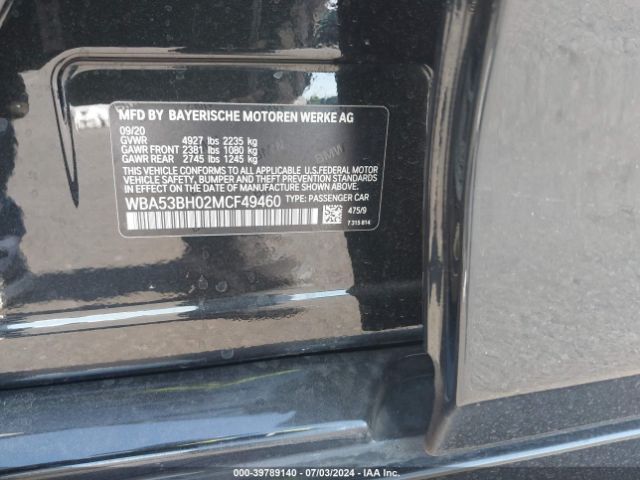 MFD BY BAYERISCHE MOTOREN WERKE AG
09/20
GVWR 4927 lbs 2235 kg
GAWR FRONT 2381 lbs 1080 kg
GAWR REAR 2745 lbs 1245 kg
BMW
THIS VEHICLE CONFORMS TO ALL APPLICABLE U.S.FEDERAL MOTOR
VEHICLE SAFETY, BUMPER AND THEFT PREVENTION STANDARDS IN
EFFECT ON THE DATE OF MANUFACTURE SHOWN ABOVE.
WBA53BH02MCF49460 TYPE: PASSENGER CAR
475/9
7 315 814
000-39789140 - 07/03/2024 - IAA Inc.